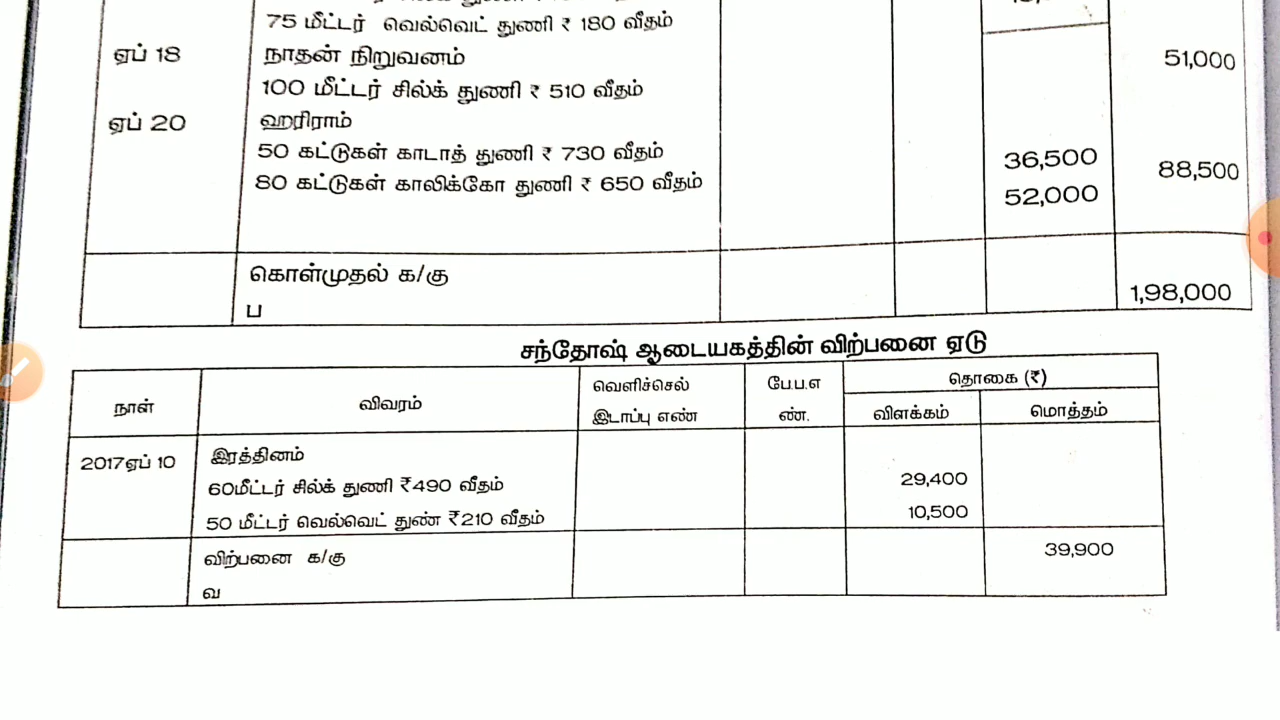 75 மீட்டர் வெல்வெட் துணி ₹ 180 வீதம்
ஏப் 18 நாதன் நிறுவனம் 51,000
100 மீட்டர் சில்க் துணி ₹ 510 வீதம்
ஏப் 20 ஹரிராம்
50 கட்டுகள் காடாத் துணி ₹ 730 வீதம் 36,500 88,500
80 கட்டுகள் காலிக்கோ துணி ₹ 650 வீதம் 52,000
கொள்முதல் க/கு 1,98,000
ப
சந்தோஷ் ஆடையகத்தின் விற்பனை ஏடு
நாள் விவரம் வெளிச்செல் பே.ப.எ தொகை (₹)
இடாப்பு எண் ண். விளக்கம் மொத்தம்
2017ஏப் 10 இரத்தினம்
60மீட்டர் சில்க் துணி ₹490 வீதம் 29,400
50 மீட்டர் வெல்வெட் துண் ₹210 வீதம் 10,500
விற்பனை க/கு 39,900
வ